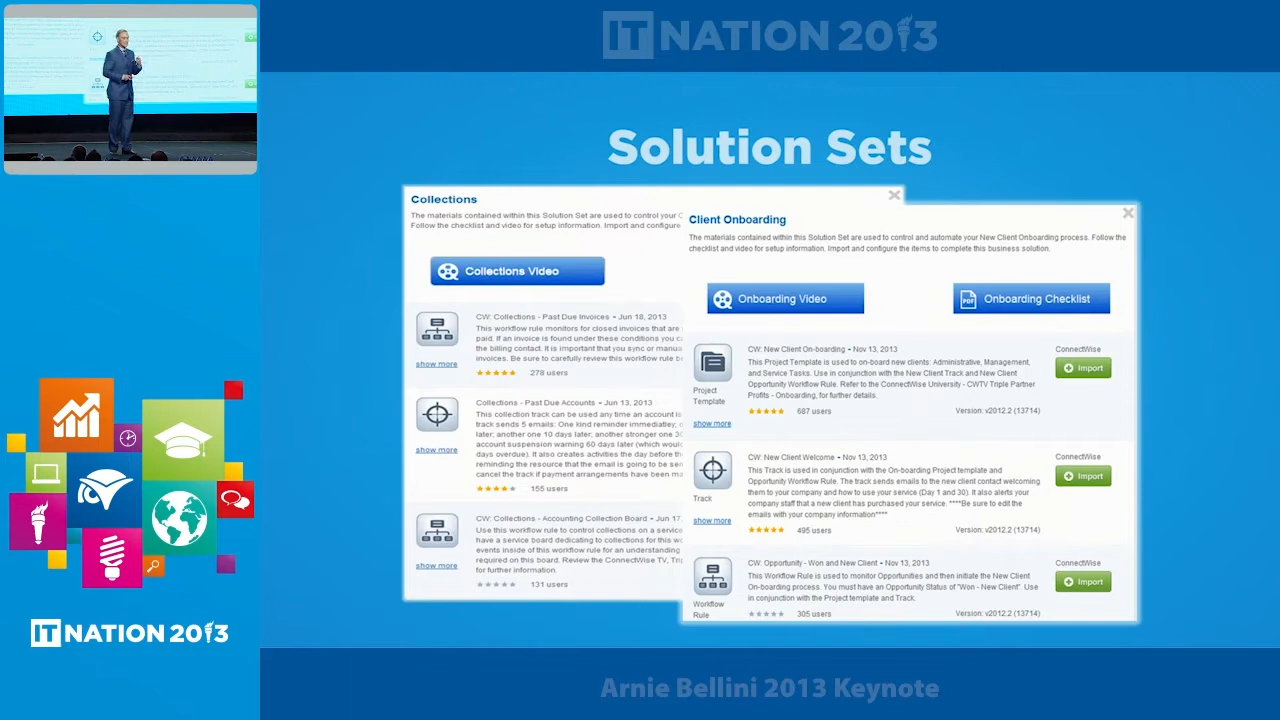 IT NATION 2013
Solution Sets
Collections
The materials contained within this Solution Set are used to control your C
Follow the checklist and video for setup information. Import and configure
Collections Video
CW: Collections - Past Due Invoices - Jun 18, 2013
This workflow rule monitors for closed invoices that are
paid. If an invoice is found under these conditions you ca
the billing contact. It is important that you sync or manua
invoices. Be sure to carefully review this workflow rule b
show more
278 users
Collections - Past Due Accounts - Jun 13, 2013
This collection track can be used any time an account is
track sends 5 emails: One kind reminder immediatley; o
later; another one 10 days later; another stronger one 30
account suspension warning 60 days later (which would
days overdue). It also creates activities the day before th
reminding the resource that the email is going to be sen
cancel the track if payment arrangements have been ma
show more
155 users
CW: Collections - Accounting Collection Board - Jun 17
Use this workflow rule to control collections on a service
have a service board dedicating to collections for this wo
events inside of this workflow rule for an understanding
required on this board. Review the ConnectWise TV, Trip
for further information.
show more
131 users
Client Onboarding
The materials contained within this Solution Set are used to control and automate your New Client Onboarding process. Follow the
checklist and video for setup information. Import and configure the items to complete this business solution.
Onboarding Video
PDF
Onboarding Checklist
CW: New Client On-boarding - Nov 13, 2013
This Project Template is used to on-board new clients: Administrative, Management,
and Service Tasks. Use in conjunction with the New Client Track and New Client
Opportunity Workflow Rule. Refer to the ConnectWise University - CWTV Triple Partner
Profits - Onboarding, for further details.
Project
Template
show more
687 users
ConnectWise
Import
Version: v2012.2 (13714)
CW: New Client Welcome - Nov 13, 2013
This Track is used in conjunction with the On-boarding Project template and
Opportunity Workflow Rule. The track sends emails to the new client contact welcoming
them to your company and how to use your service (Day 1 and 30). It also alerts your
company staff that a new client has purchased your service. ****Be sure to edit the
emails with your company information****
Track
show more
495 users
ConnectWise
Import
Version: v2012.2 (13714)
CW: Opportunity - Won and New Client - Nov 13, 2013
This Workflow Rule is used to monitor Opportunities and then initiate the New Client
On-boarding process. You must have an Opportunity Status of "Won - New Client". Use
in conjunction with the Project template and Track.
Workflow
Rule
305 users
ConnectWise
Import
Version: v2012.2 (13714)
IT NATION 2013
Arnie Bellini 2013 Keynote